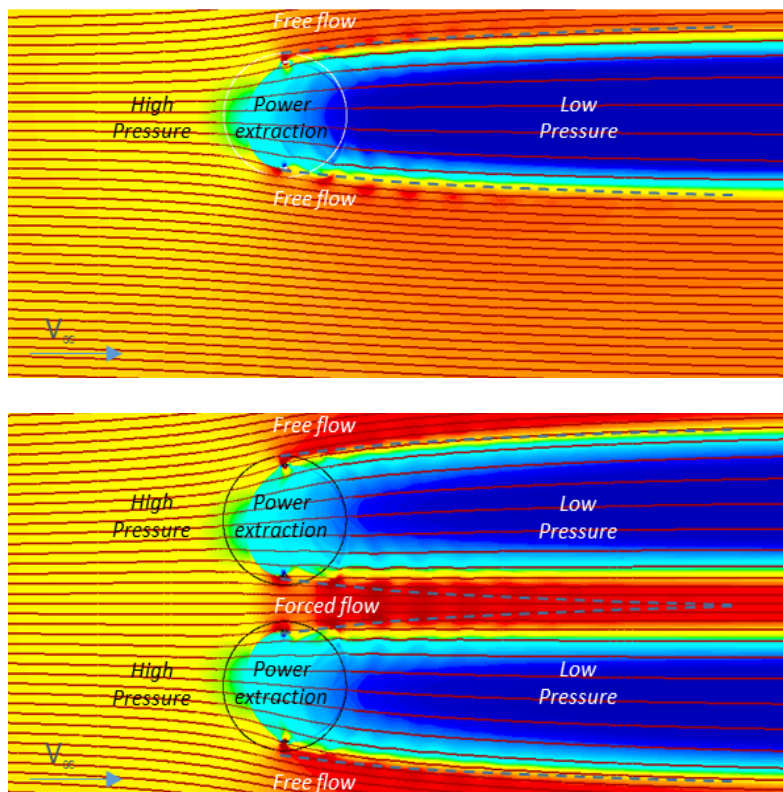 Free flow
High
Pressure
Power
extraction
Low
Pressure
Free flow
V∞
Free flow
High
Pressure
Power
extraction
Low
Pressure
Forced flow
High
Pressure
Power
extraction
Low
Pressure
V∞
Free flow